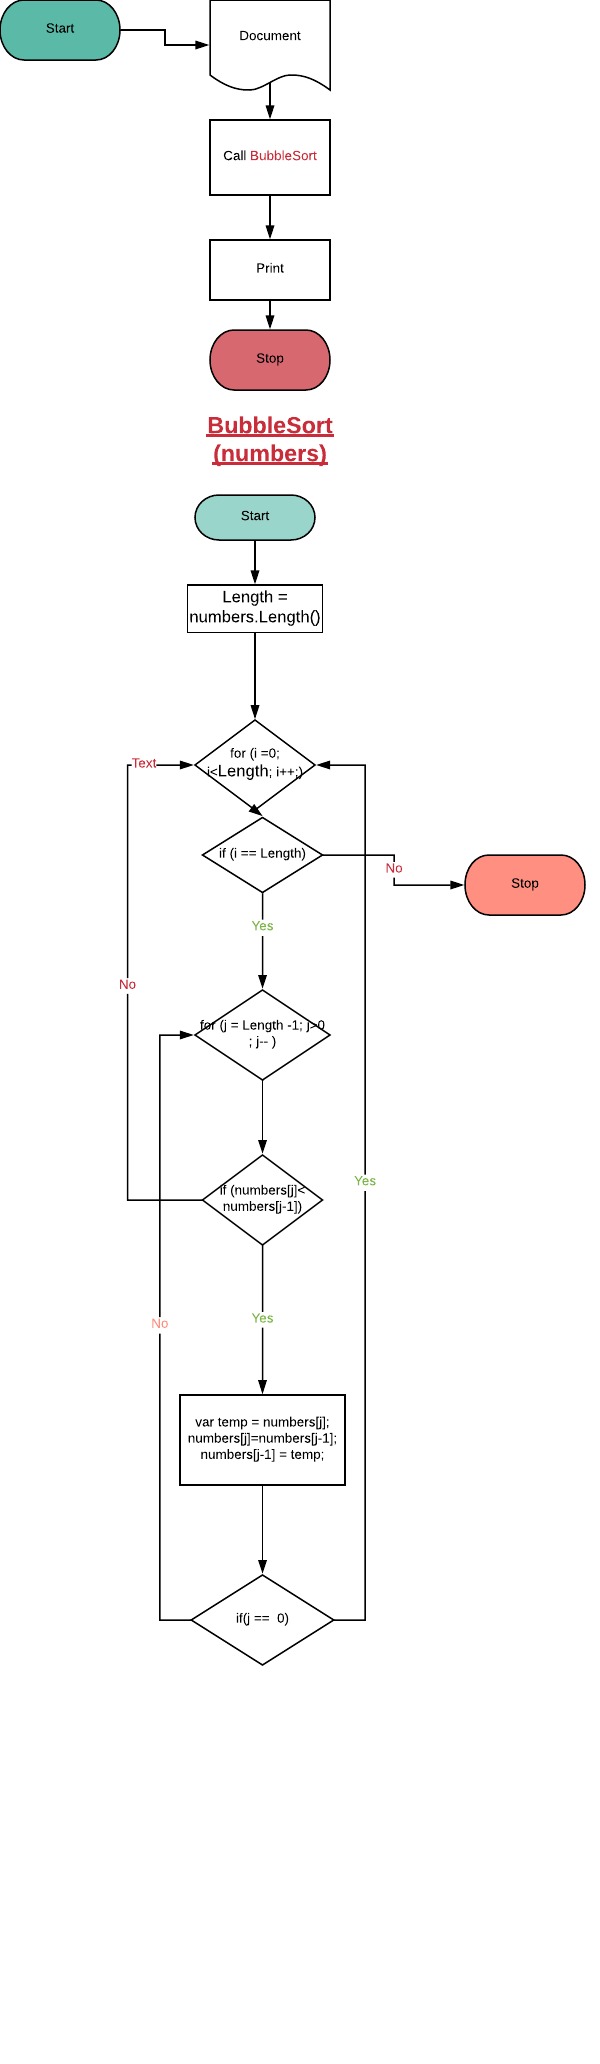 Start
Document
Call BubbleSort
Print
Stop
BubbleSort
(numbers)
Start
Length =
numbers.Length()
for (i =0;
i<Length; i++;)
Text
if (i == Length)
No
Stop
Yes
No
for (j = Length -1; j>0
; j-- )
if (numbers[j]<
numbers[j-1])
Yes
Yes
No
var temp = numbers[j];
numbers[j]=numbers[j-1];
numbers[j-1] = temp;
if(j ==  0)